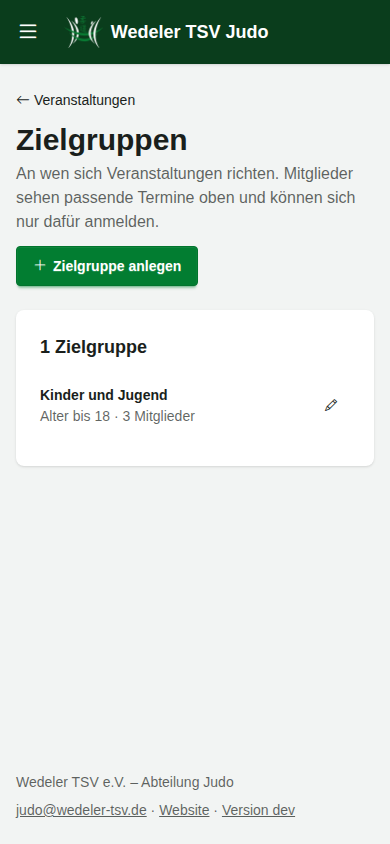 Wedeler TSV Judo
← Veranstaltungen
Zielgruppen
An wen sich Veranstaltungen richten. Mitglieder
sehen passende Termine oben und können sich
nur dafür anmelden.
+ Zielgruppe anlegen
1 Zielgruppe
Kinder und Jugend
Alter bis 18 · 3 Mitglieder
Wedeler TSV e.V. – Abteilung Judo
judo@wedeler-tsv.de · Website · Version dev